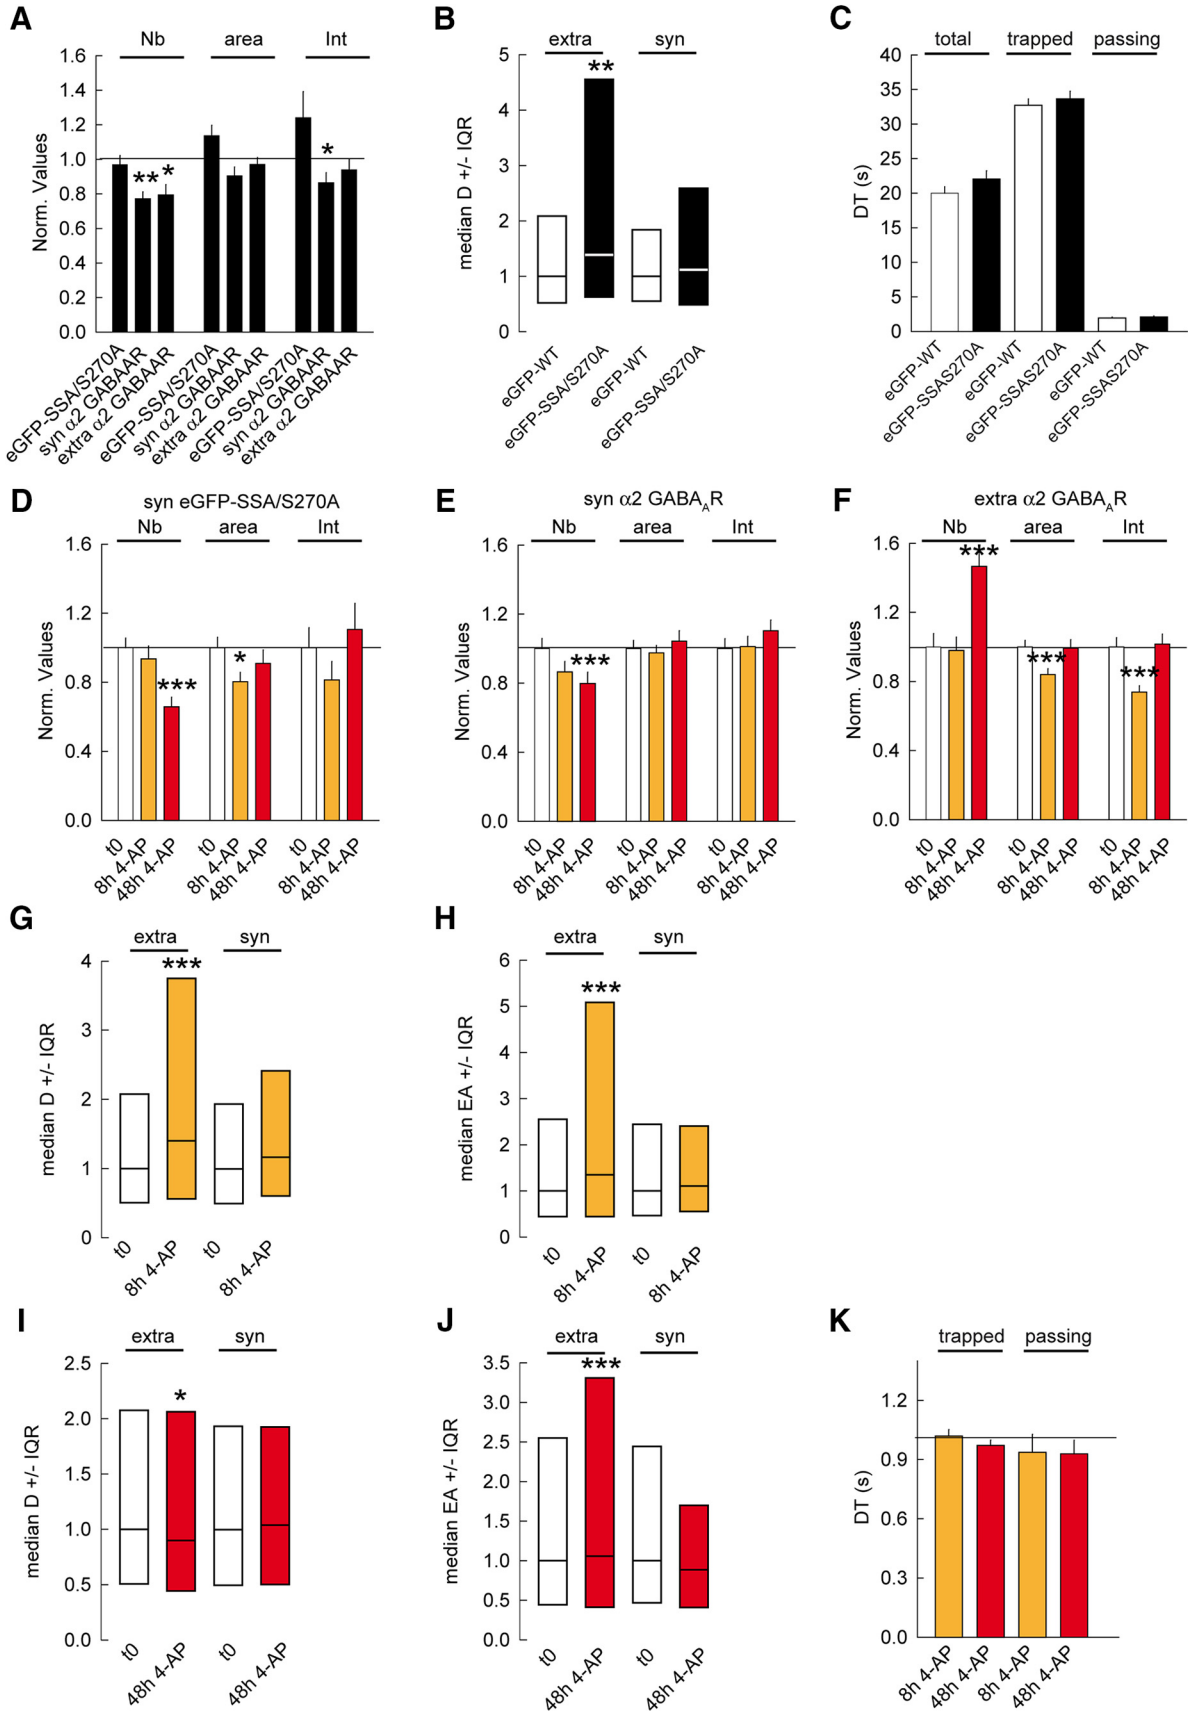 A
Nb area Int
Norm. Values
1.6
1.4
1.2
1.0
0.8
0.6
0.4
0.2
0.0
** * *
eGFP-SSA/S270A
syn α2 GABAAR
extra α2 GABAAR
eGFP-SSA/S270A
syn α2 GABAAR
extra α2 GABAAR
eGFP-SSA/S270A
syn α2 GABAAR
extra α2 GABAAR
B
extra syn
median D +/- IQR
5
4
3
2
1
0
**
eGFP-WT
eGFP-SSA/S270A
eGFP-WT
eGFP-SSA/S270A
C
total trapped passing
DT (s)
40
35
30
25
20
15
10
5
0
eGFP-WT
eGFP-SSAS270A
eGFP-WT
eGFP-SSAS270A
eGFP-WT
eGFP-SSAS270A
D
syn eGFP-SSA/S270A
Nb area Int
Norm. Values
1.6
1.2
0.8
0.4
0.0
*** *
t0
8h 4-AP
48h 4-AP
t0
8h 4-AP
48h 4-AP
t0
8h 4-AP
48h 4-AP
E
syn α2 GABAAR
Nb area Int
Norm. Values
1.6
1.2
0.8
0.4
0.0
***
t0
8h 4-AP
48h 4-AP
t0
8h 4-AP
48h 4-AP
t0
8h 4-AP
48h 4-AP
F
extra α2 GABAAR
Nb area Int
Norm. Values
1.6
1.2
0.8
0.4
0.0
*** *** ***
t0
8h 4-AP
48h 4-AP
t0
8h 4-AP
48h 4-AP
t0
8h 4-AP
48h 4-AP
G
extra syn
median D +/- IQR
4
3
2
1
0
***
t0
8h 4-AP
t0
8h 4-AP
H
extra syn
median EA +/- IQR
6
5
4
3
2
1
0
***
t0
8h 4-AP
t0
8h 4-AP
I
extra syn
median D +/- IQR
2.5
2.0
1.5
1.0
0.5
0.0
*
t0
48h 4-AP
t0
48h 4-AP
J
extra syn
median EA +/- IQR
3.5
3.0
2.5
2.0
1.5
1.0
0.5
0.0
***
t0
48h 4-AP
t0
48h 4-AP
K
trapped passing
DT (s)
1.2
0.9
0.6
0.3
0.0
8h 4-AP
48h 4-AP
8h 4-AP
48h 4-AP